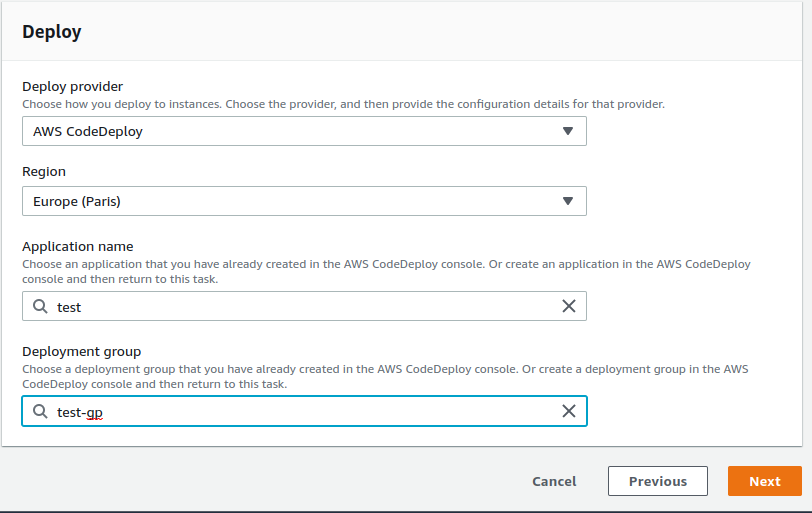 Deploy
Deploy provider
Choose how you deploy to instances. Choose the provider, and then provide the configuration details for that provider.
AWS CodeDeploy
Region
Europe (Paris)
Application name
Choose an application that you have already created in the AWS CodeDeploy console. Or create an application in the AWS CodeDeploy
console and then return to this task.
test
Deployment group
Choose a deployment group that you have already created in the AWS CodeDeploy console. Or create a deployment group in the AWS
CodeDeploy console and then return to this task.
test-gp
Cancel Previous Next